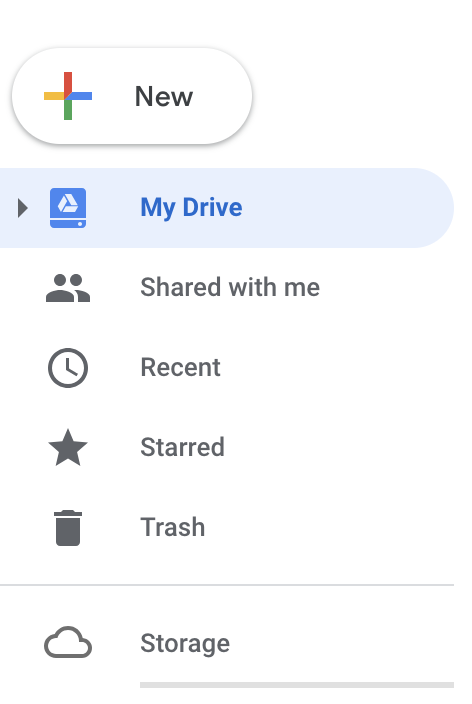 New
My Drive
Shared with me
Recent
Starred
Trash
Storage